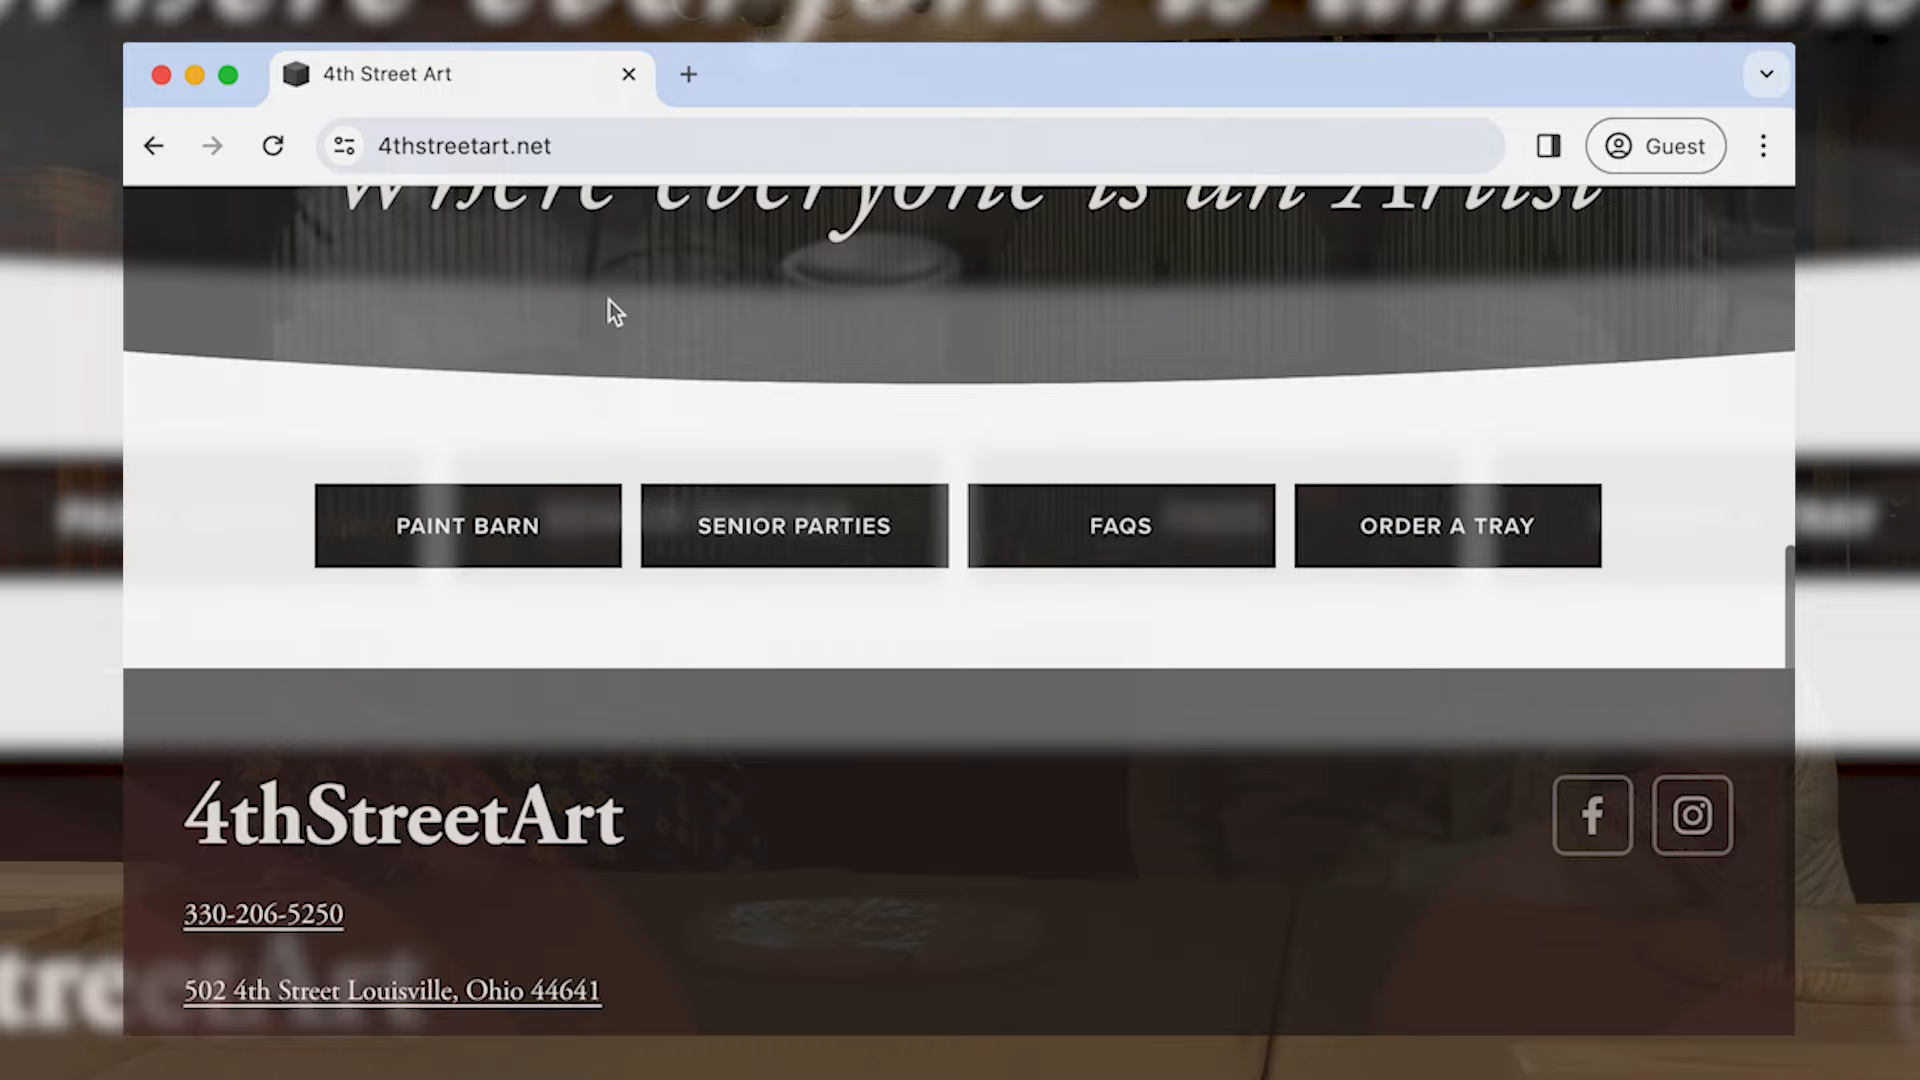 4th Street Art
4thstreetart.net
Guest
Where everyone is an Artist
PAINT BARN
SENIOR PARTIES
FAQS
ORDER A TRAY
4thStreetArt
330-206-5250
502 4th Street Louisville, Ohio 44641